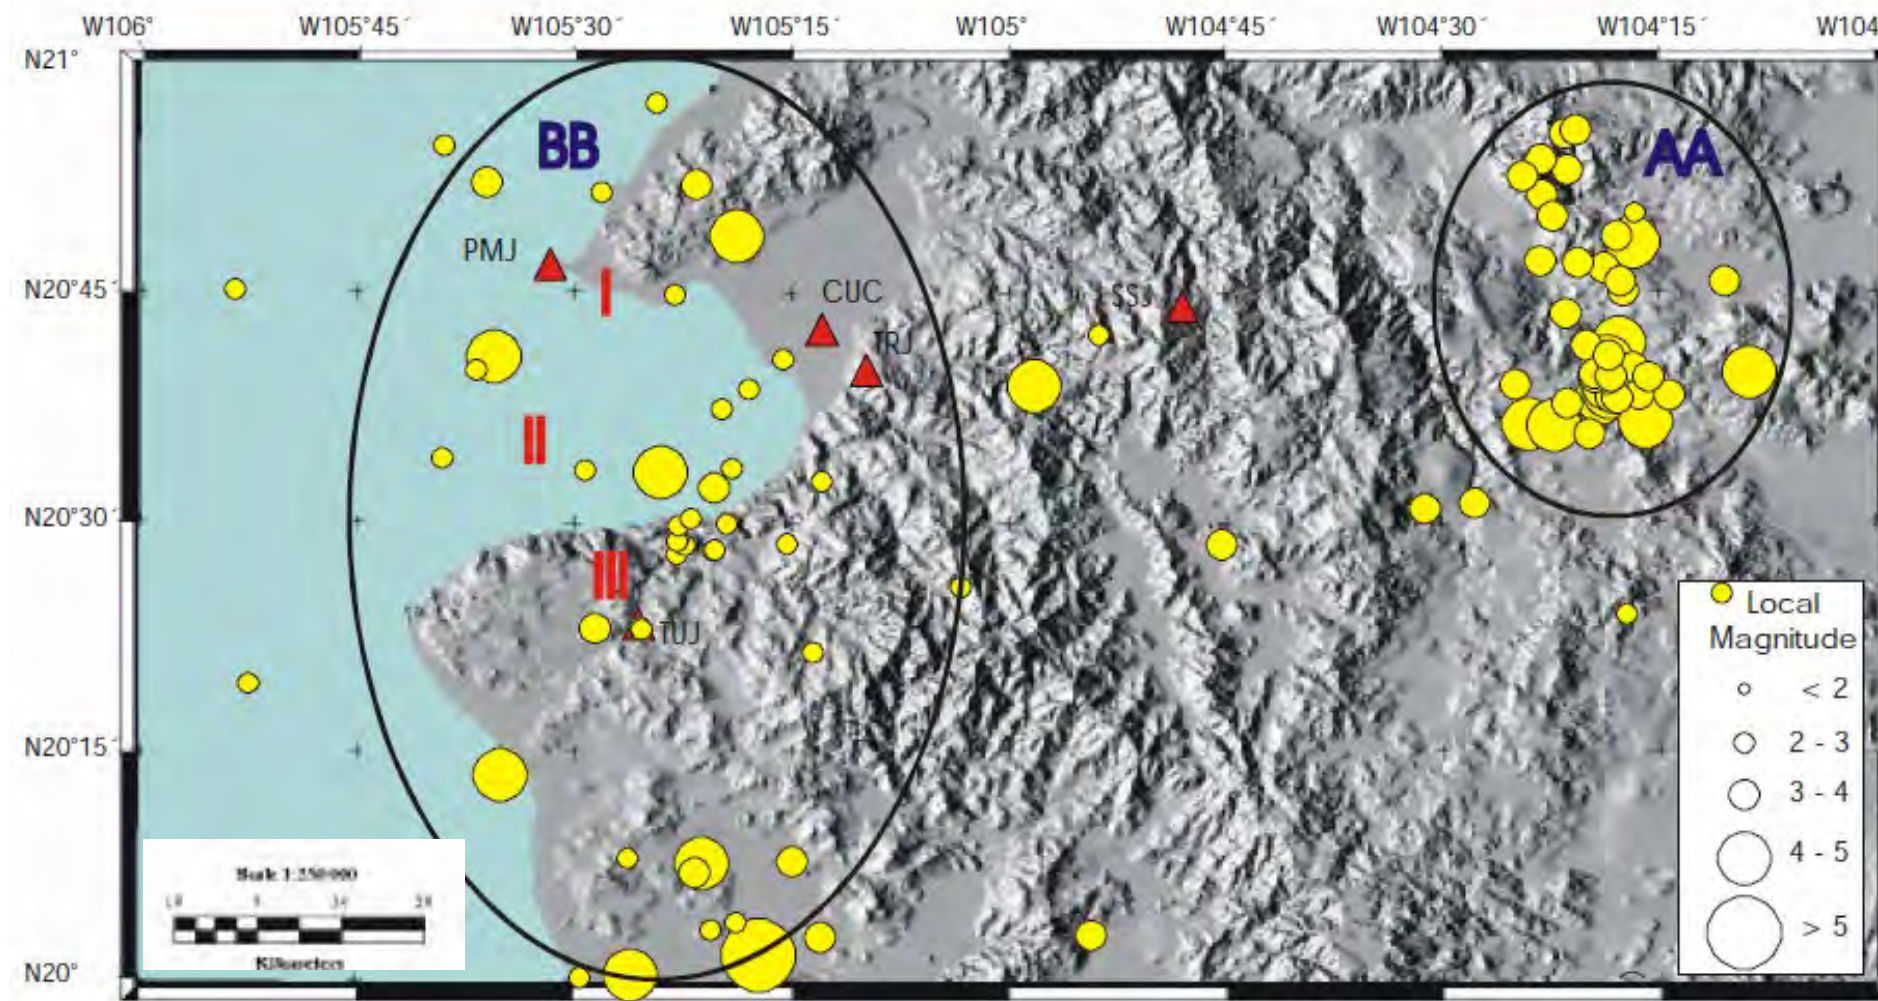 W106° W105°45´ W105°30´ W105°15´ W105° W104°45´ W104°30´ W104°15´ W104
N21°
BB
AA
PMJ
I
CUC
SSJ
N20°45´
TRJ
II
N20°30´
III
TUJ
Local
Magnitude
< 2
N20°15´
2 - 3
3 - 4
4 - 5
> 5
Kilometers
N20°